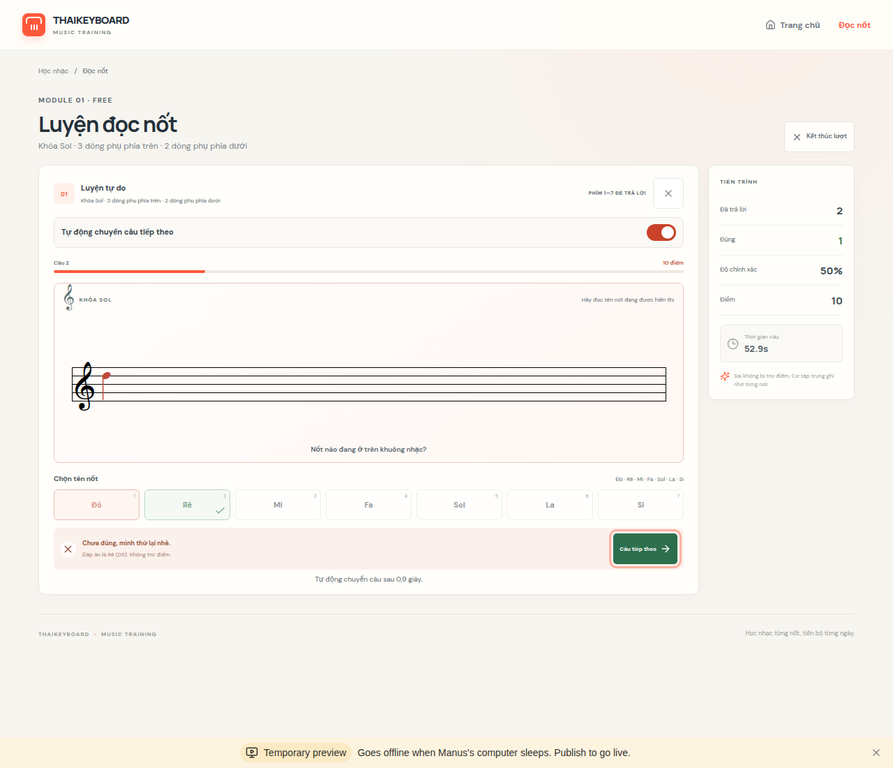 THAIKEYBOARD
MUSIC TRAINING
Trang chủ
Đọc nốt
Học nhạc / Đọc nốt
MODULE 01 · FREE
Luyện đọc nốt
Khóa Sol · 3 dòng phụ phía trên · 2 dòng phụ phía dưới
Kết thúc lượt
01
Luyện tự do
Khóa Sol · 3 dòng phụ phía trên · 2 dòng phụ phía dưới
PHÍM 1–7 ĐỂ TRẢ LỜI
Tự động chuyển câu tiếp theo
Câu 2
10 điểm
KHÓA SOL
Hãy đọc tên nốt đang được hiển thị
Nốt nào đang ở trên khuông nhạc?
Chọn tên nốt
Đô · Rê · Mi · Fa · Sol · La · Si
Đô 1
Rê 2
Mi 3
Fa 4
Sol 5
La 6
Si 7
Chưa đúng, mình thử lại nhé.
Đáp án là Rê (D5). Không trừ điểm.
Câu tiếp theo
Tự động chuyển câu sau 0,9 giây.
TIẾN TRÌNH
Đã trả lời 2
Đúng 1
Độ chính xác 50%
Điểm 10
Thời gian câu
52.9s
Sai không bị trừ điểm. Cứ tập trung ghi
nhớ từng nốt.
THAIKEYBOARD · MUSIC TRAINING
Học nhạc từng nốt, tiến bộ từng ngày.
Temporary preview Goes offline when Manus's computer sleeps. Publish to go live.